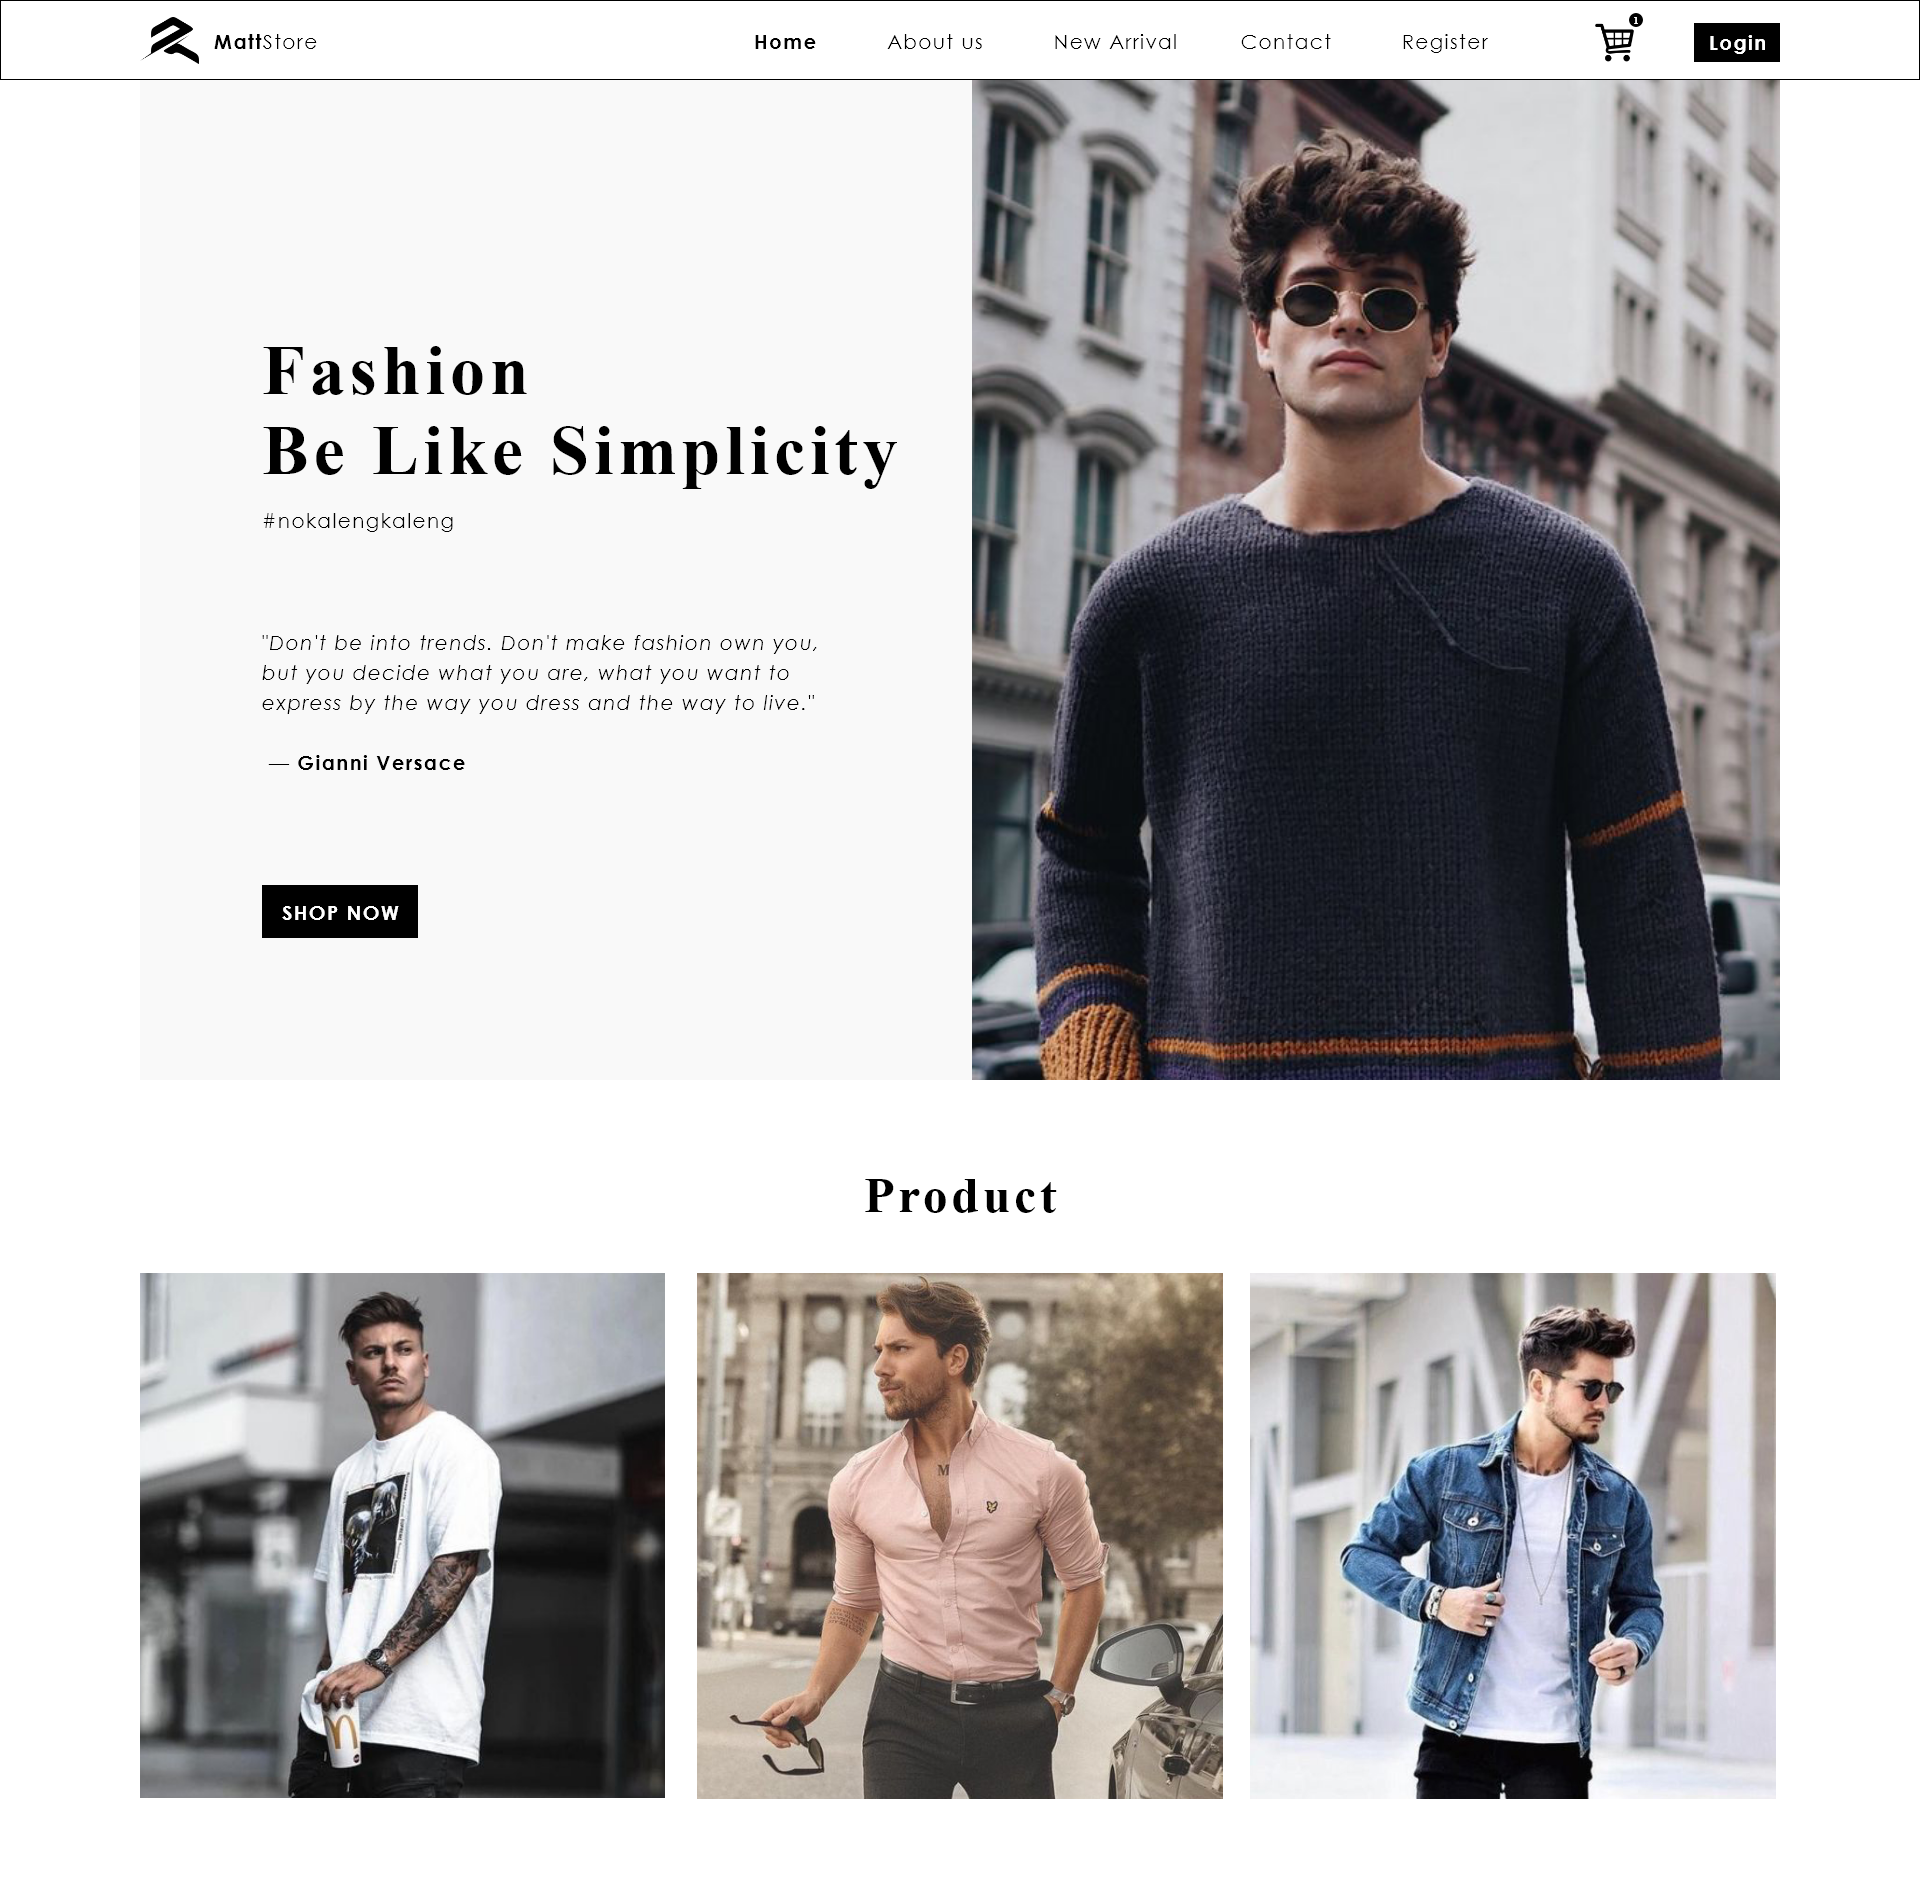 MattStore
Home
About us
New Arrival
Contact
Register
1
Login
Fashion
Be Like Simplicity
#nokalengkaleng
"Don't be into trends. Don't make fashion own you,
but you decide what you are, what you want to
express by the way you dress and the way to live."
— Gianni Versace
SHOP NOW
Product
M